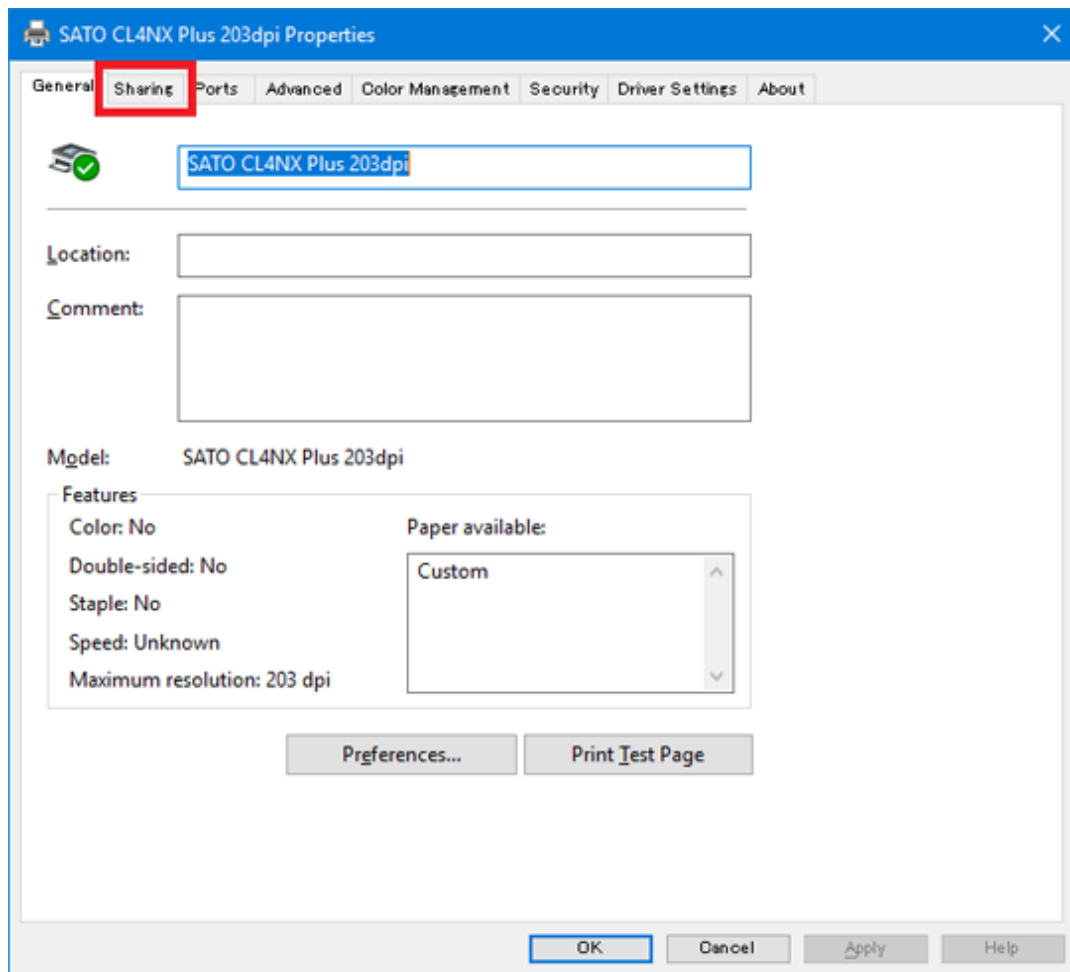 SATO CL4NX Plus 203dpi Properties
General Sharing Ports Advanced Color Management Security Driver Settings About
SATO CL4NX Plus 203dpi
Location:
Comment:
Model: SATO CL4NX Plus 203dpi
Features
Color: No Paper available:
Double-sided: No Custom
Staple: No
Speed: Unknown
Maximum resolution: 203 dpi
Preferences... Print Test Page
OK Cancel Apply Help